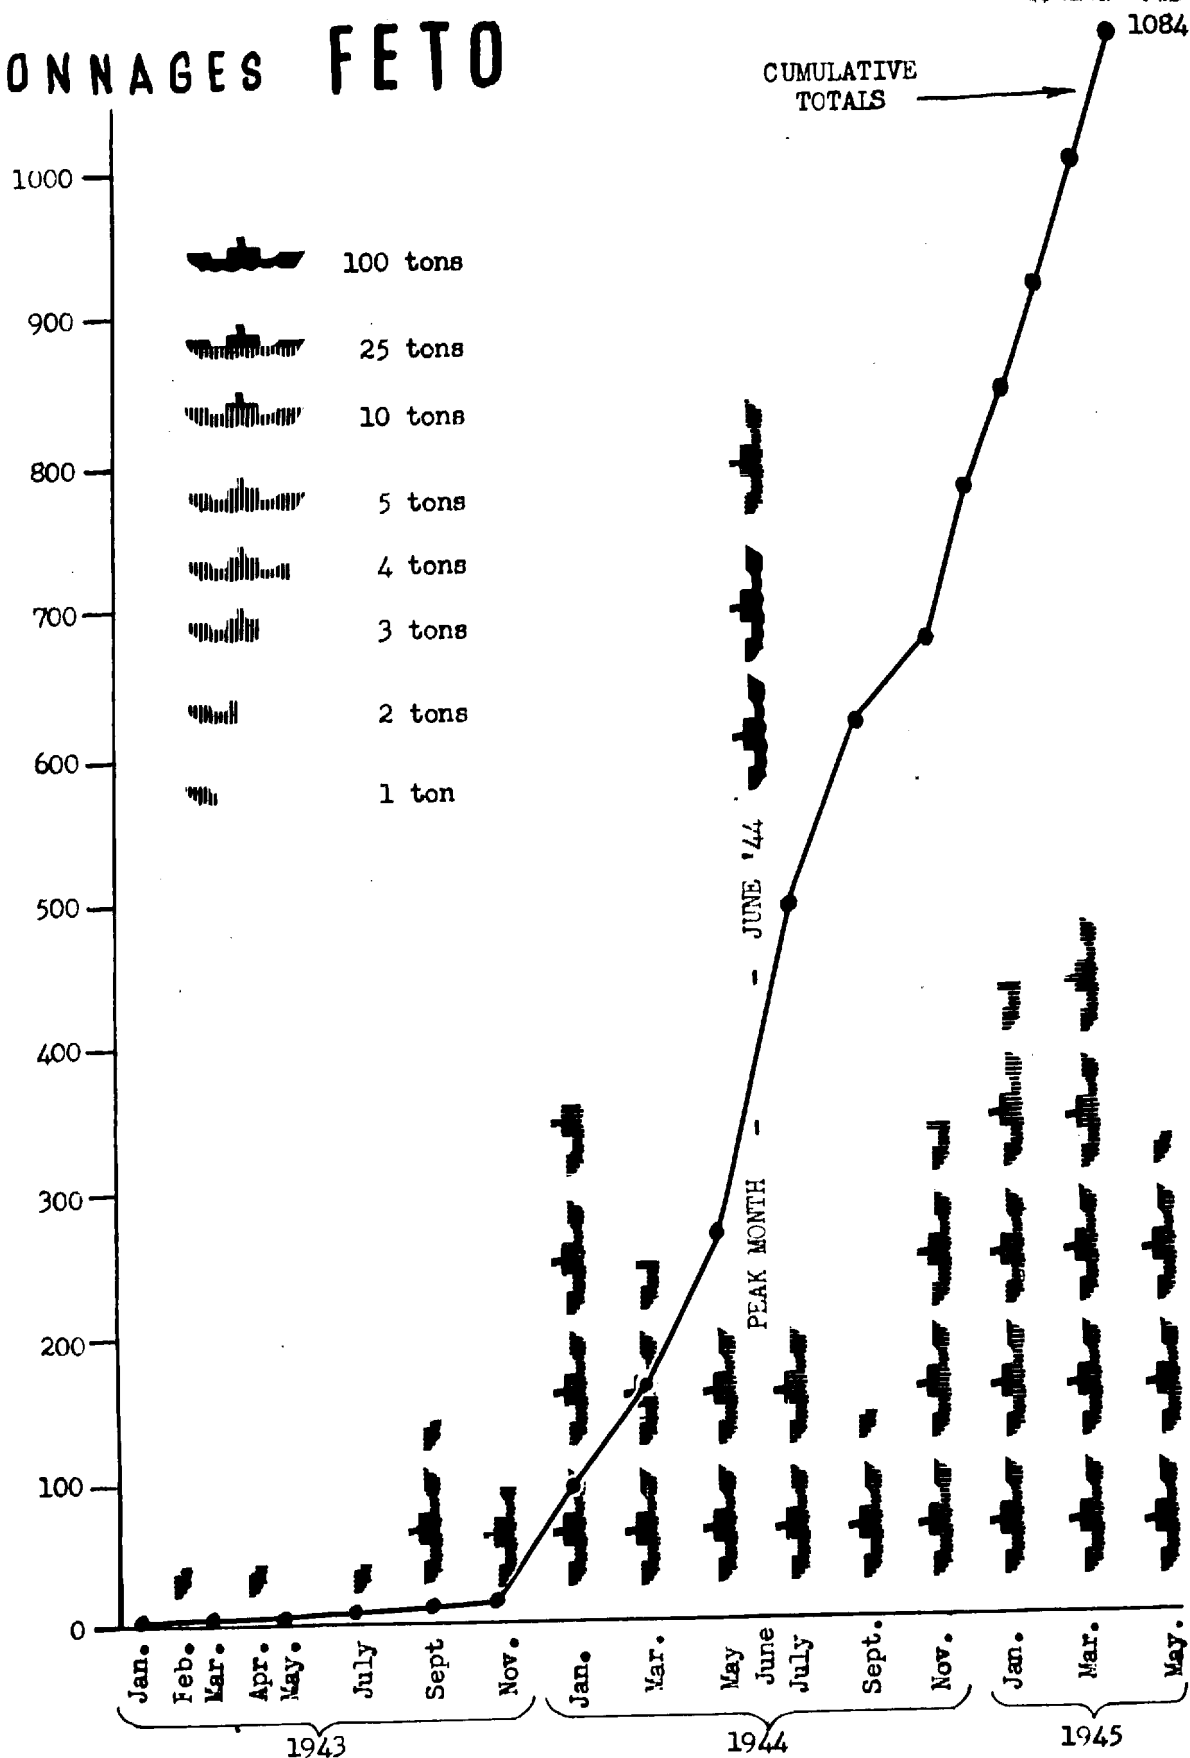 ONNAGES FETO
1084
CUMULATIVE
TOTALS
1000
900
800
700
600
500
400
300
200
100
0
100 tons
25 tons
10 tons
5 tons
4 tons
3 tons
2 tons
1 ton
PEAK MONTH - - JUNE '44
Jan. Feb. Mar. Apr. May. July Sept Nov. Jan. Mar. May June July Sept. Nov. Jan. Mar. May.
1943 1944 1945